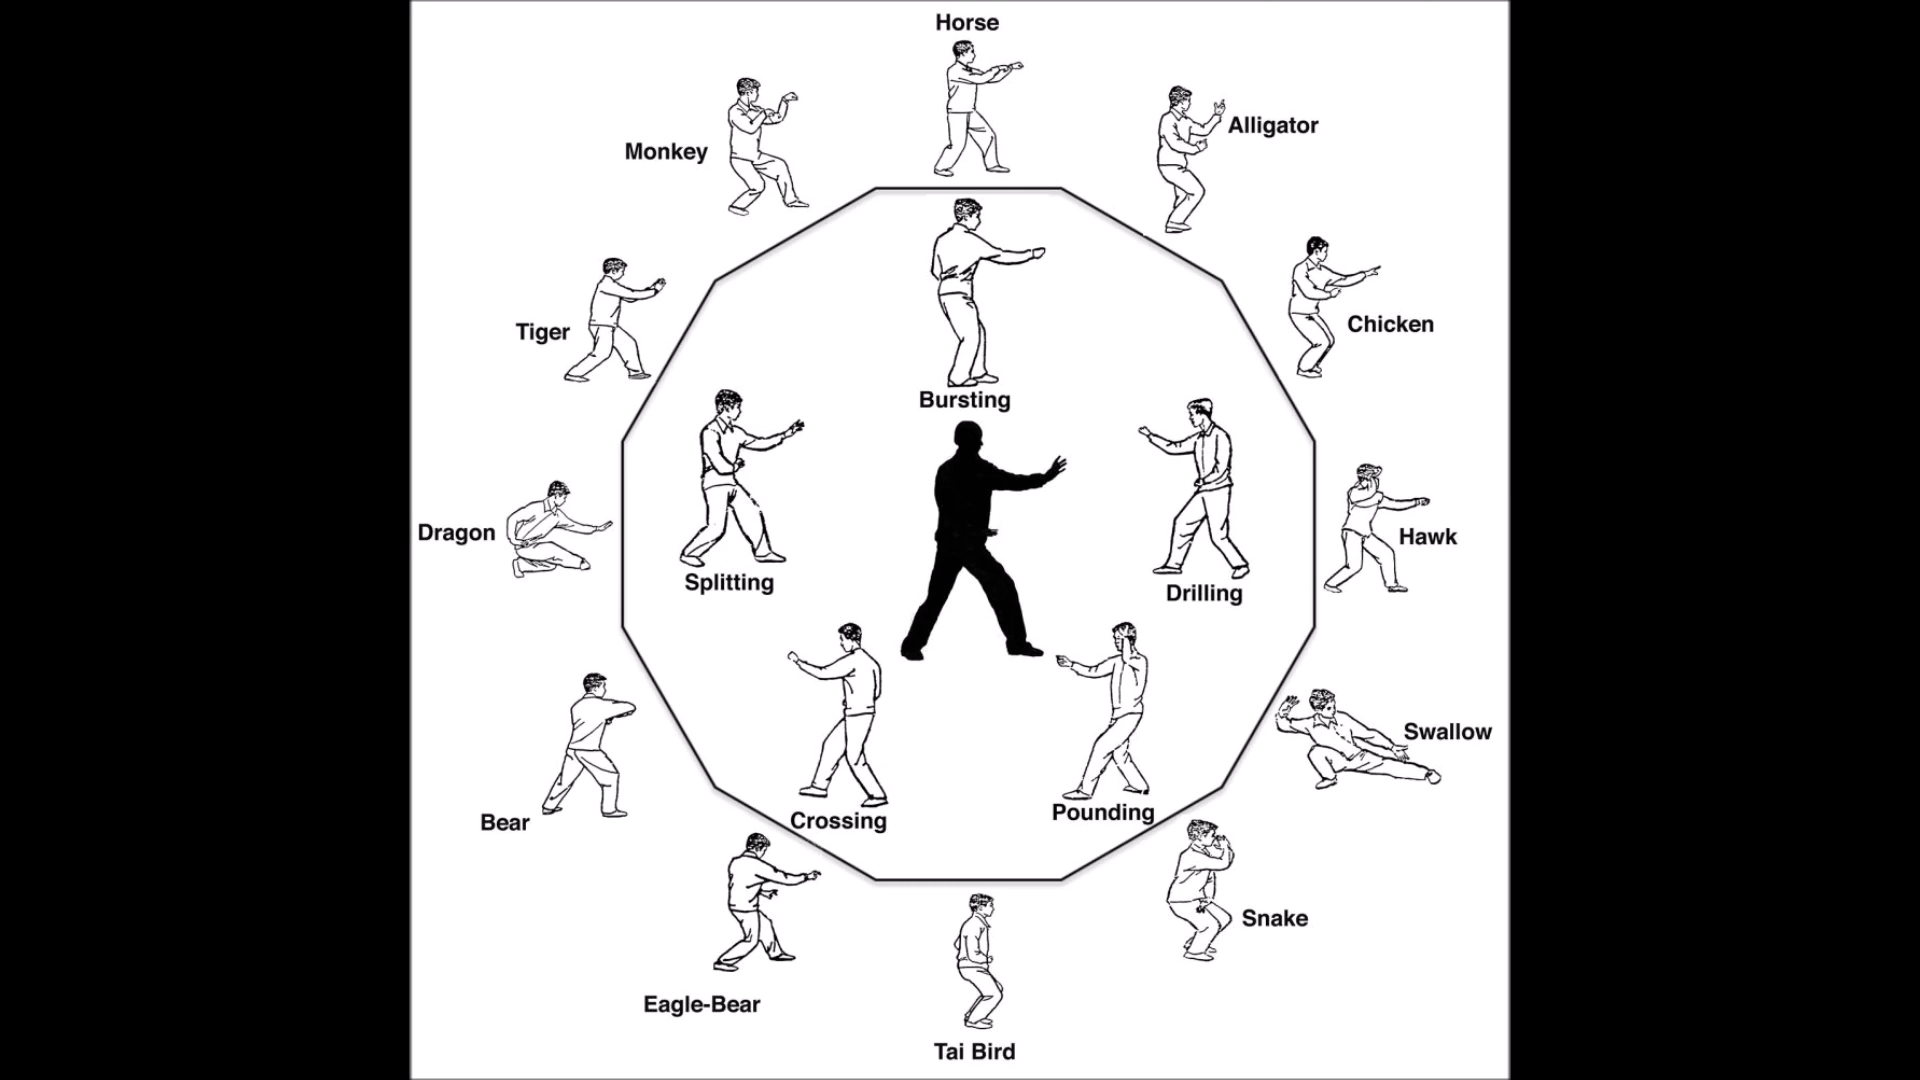 Horse
Monkey
Alligator
Tiger
Chicken
Bursting
Dragon
Splitting
Drilling
Hawk
Bear
Crossing
Pounding
Swallow
Eagle-Bear
Snake
Tai Bird